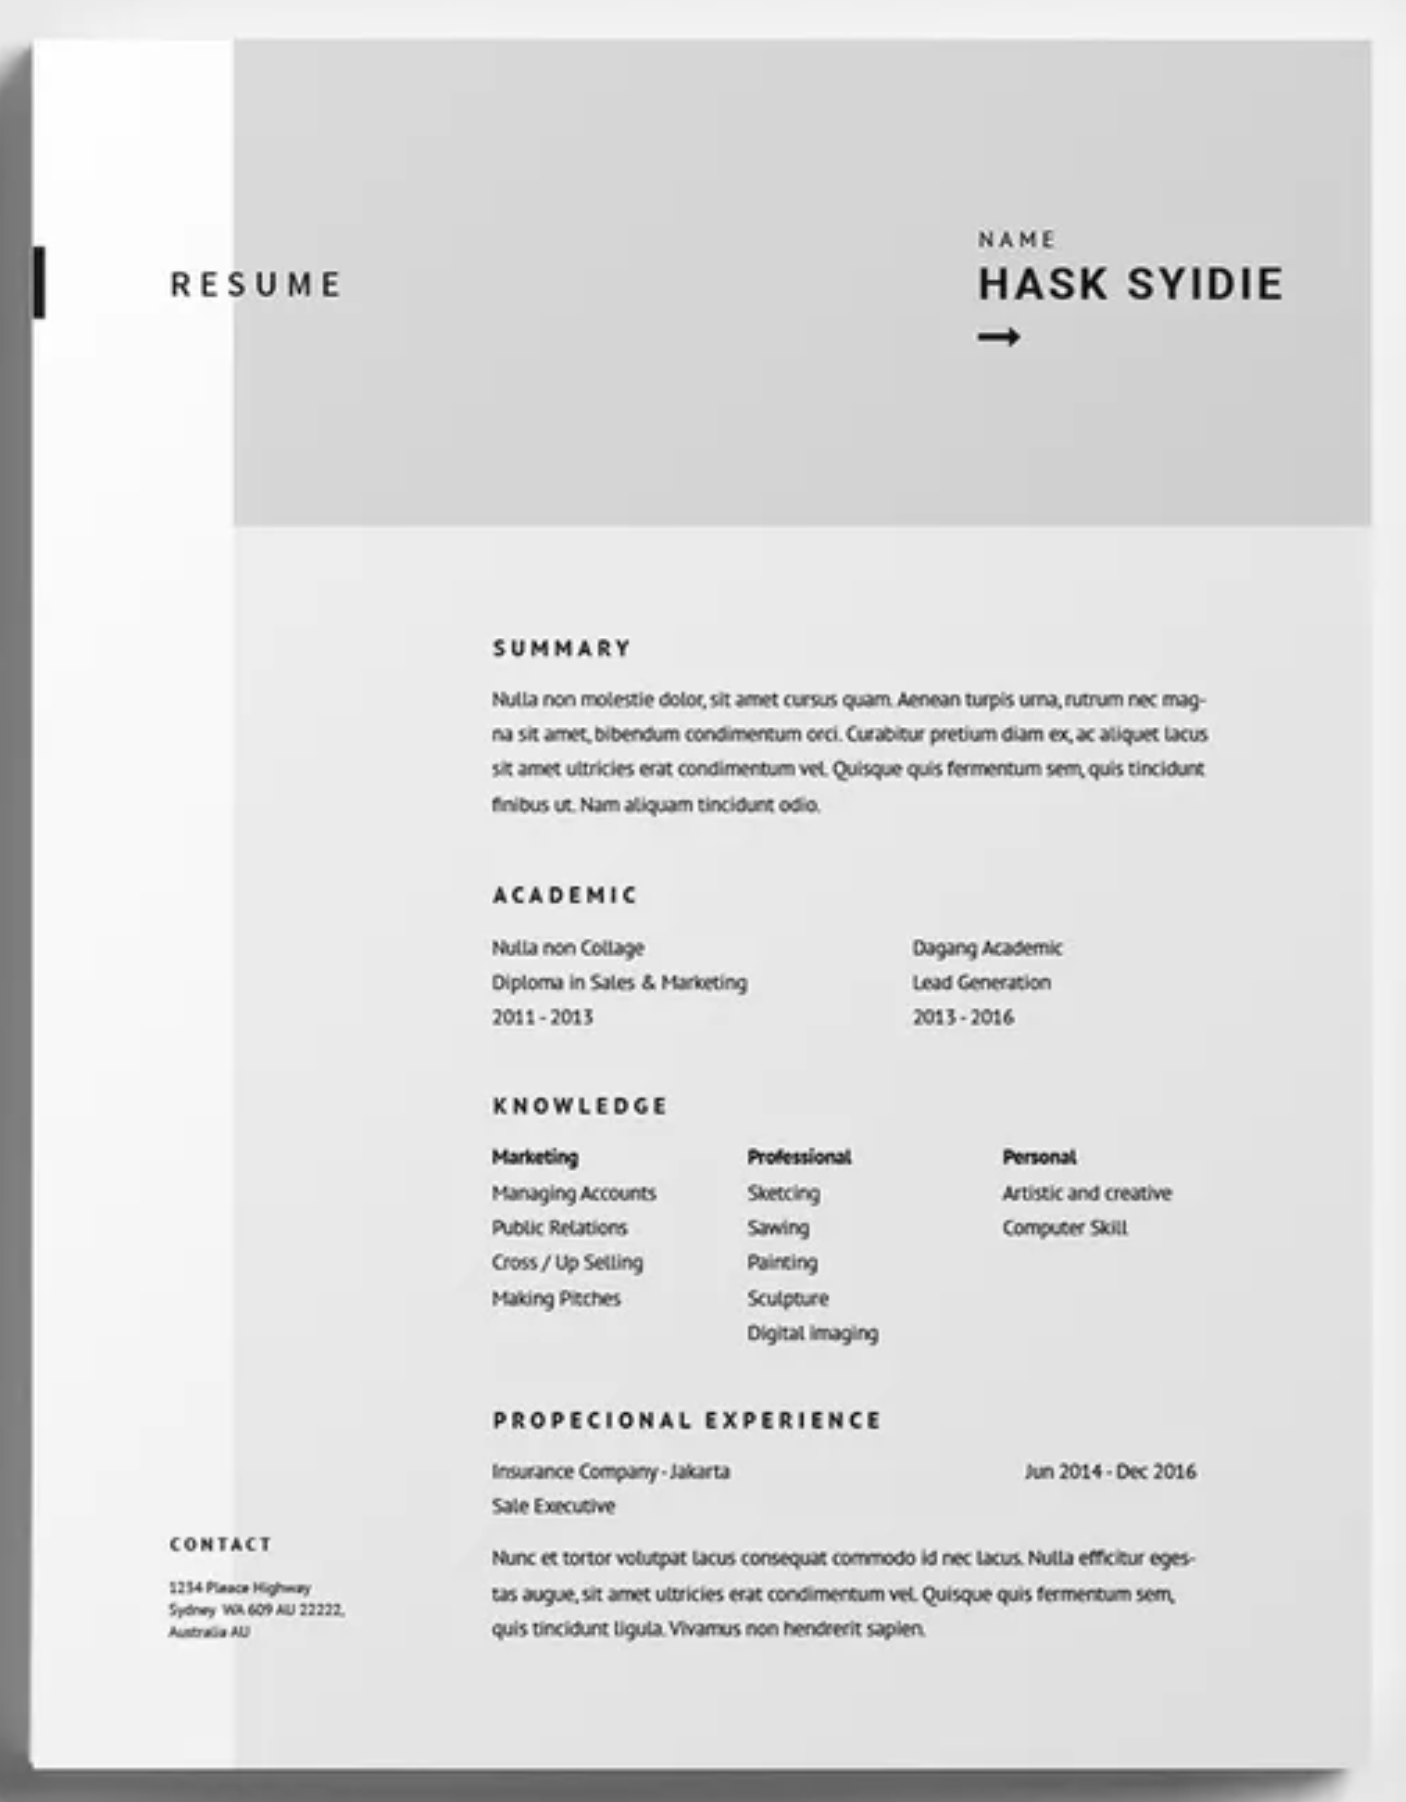 RESUME
NAME
HASK SYIDIE
SUMMARY
Nulla non molestie dolor, sit amet cursus quam. Aenean turpis urna, rutrum nec mag-
na sit amet, bibendum condimentum orci. Curabitur pretium diam ex, ac aliquet lacus
sit amet ultricies erat condimentum vel. Quisque quis fermentum sem, quis tincidunt
finibus ut. Nam aliquam tincidunt odio.
ACADEMIC
Nulla non Collage
Diploma in Sales & Marketing
2011 - 2013
Dagang Academic
Lead Generation
2013 - 2016
KNOWLEDGE
Marketing
Managing Accounts
Public Relations
Cross / Up Selling
Making Pitches
Professional
Sketcing
Sawing
Painting
Sculpture
Digital imaging
Personal
Artistic and creative
Computer Skill
PROPECIONAL EXPERIENCE
Insurance Company - Jakarta
Jun 2014 - Dec 2016
Sale Executive
Nunc et tortor volutpat lacus consequat commodo id nec lacus. Nulla efficitur eges-
tas augue, sit amet ultricies erat condimentum vel. Quisque quis fermentum sem,
quis tincidunt ligula. Vivamus non hendrerit sapien.
CONTACT
1234 Pleace Highway
Sydney WA 609 AU 22222,
Australia AU